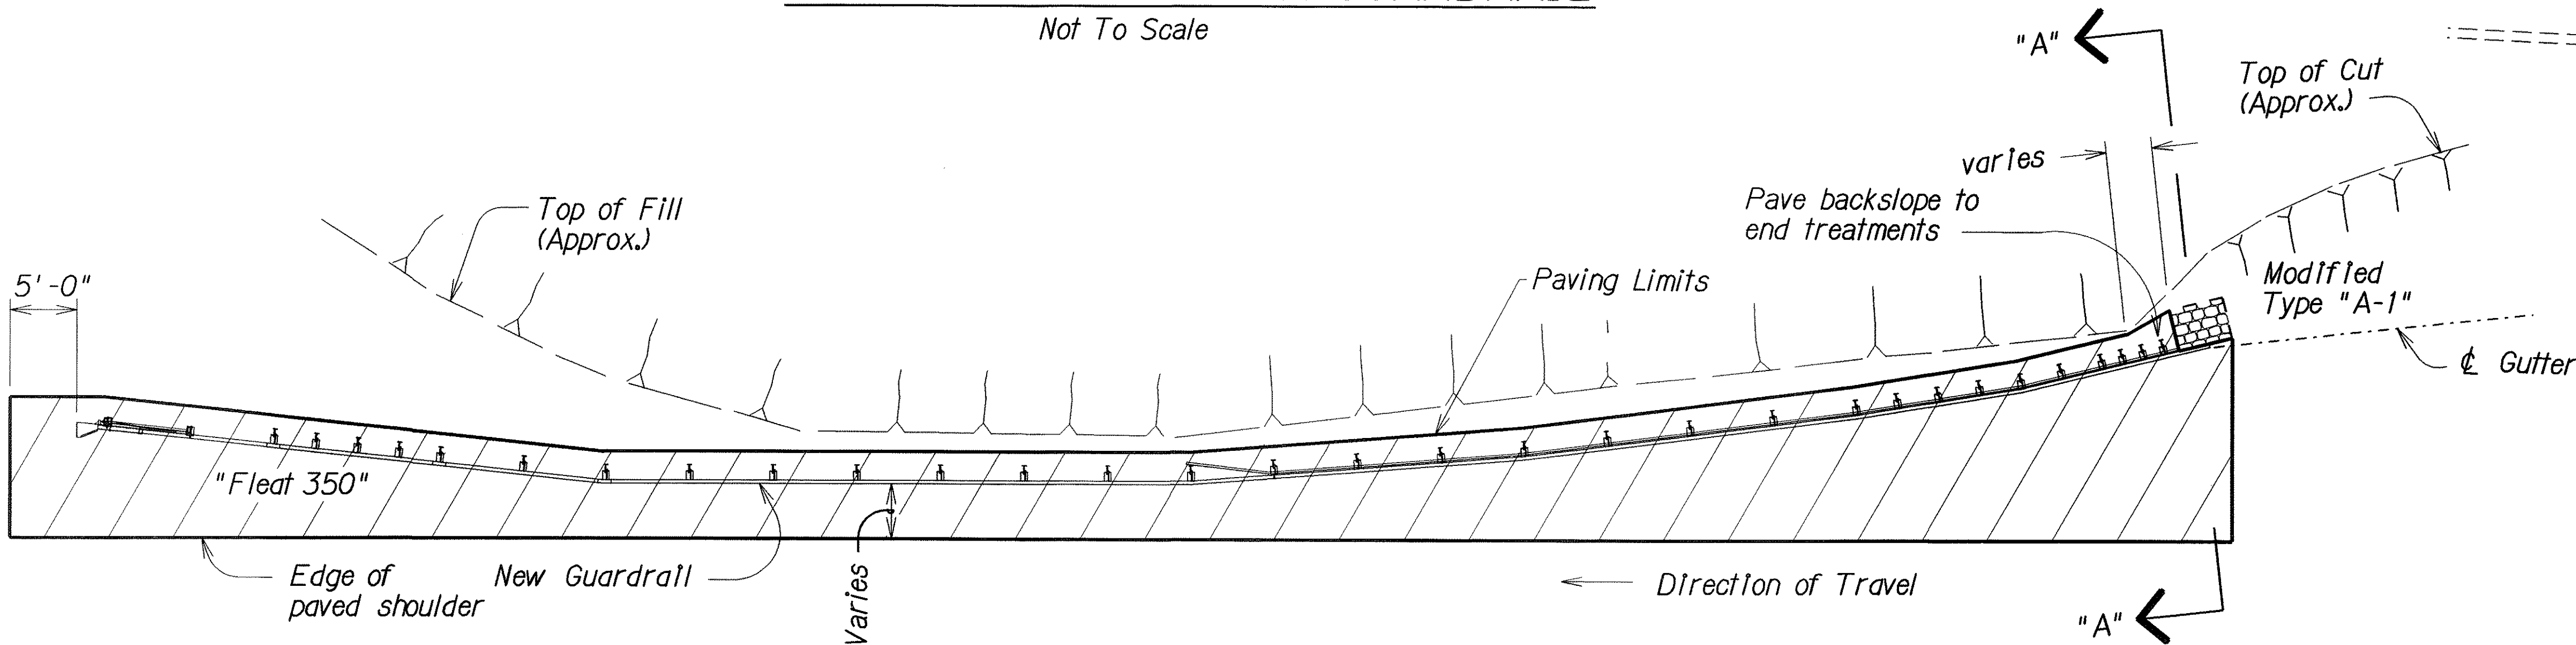 Not To Scale
"A"
Top of Cut
(Approx.)
varies
Pave backslope to
end treatments
Top of Fill
(Approx.)
5'-0"
Paving Limits
Modified
Type "A-1"
℄ Gutter
"Fleat 350"
Edge of
paved shoulder
New Guardrail
Varies
Direction of Travel
"A"